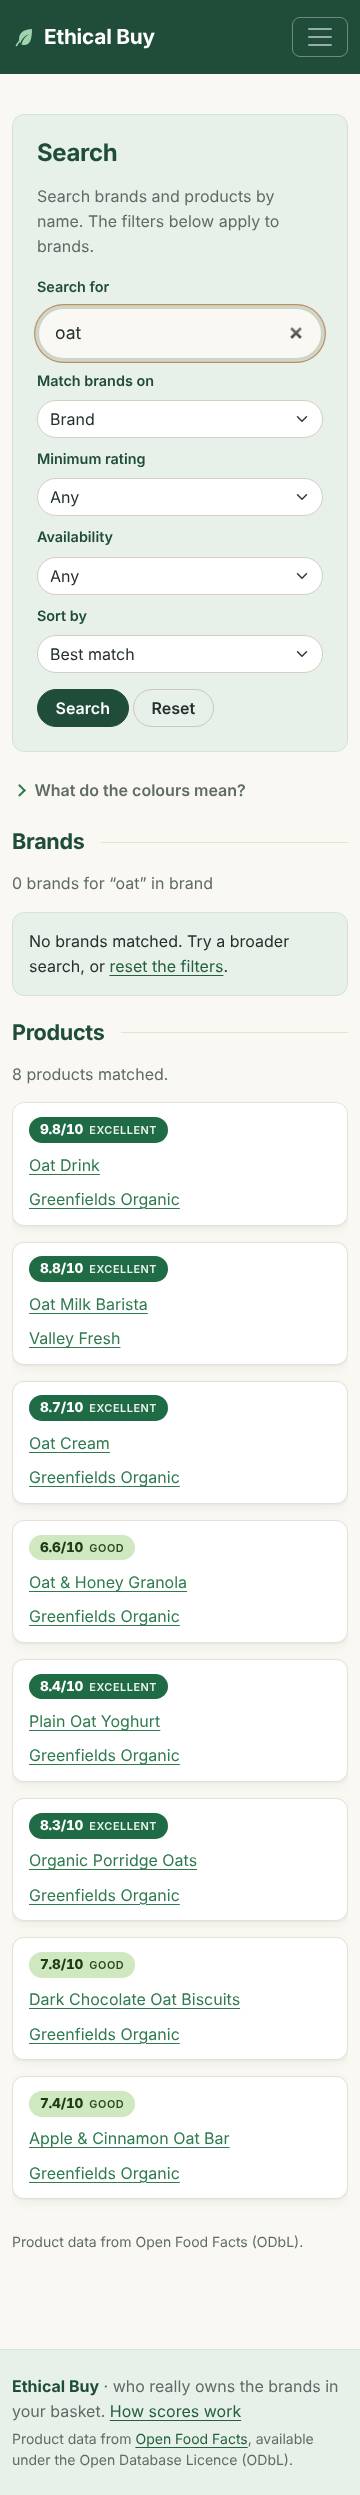 Ethical Buy
Search
Search brands and products by
name. The filters below apply to
brands.
Search for
oat
Match brands on
Brand
Minimum rating
Any
Availability
Any
Sort by
Best match
Search Reset
What do the colours mean?
Brands
0 brands for “oat” in brand
No brands matched. Try a broader
search, or reset the filters.
Products
8 products matched.
9.8/10 EXCELLENT
Oat Drink
Greenfields Organic
8.8/10 EXCELLENT
Oat Milk Barista
Valley Fresh
8.7/10 EXCELLENT
Oat Cream
Greenfields Organic
6.6/10 GOOD
Oat & Honey Granola
Greenfields Organic
8.4/10 EXCELLENT
Plain Oat Yoghurt
Greenfields Organic
8.3/10 EXCELLENT
Organic Porridge Oats
Greenfields Organic
7.8/10 GOOD
Dark Chocolate Oat Biscuits
Greenfields Organic
7.4/10 GOOD
Apple & Cinnamon Oat Bar
Greenfields Organic
Product data from Open Food Facts (ODbL).
Ethical Buy · who really owns the brands in
your basket. How scores work
Product data from Open Food Facts, available
under the Open Database Licence (ODbL).